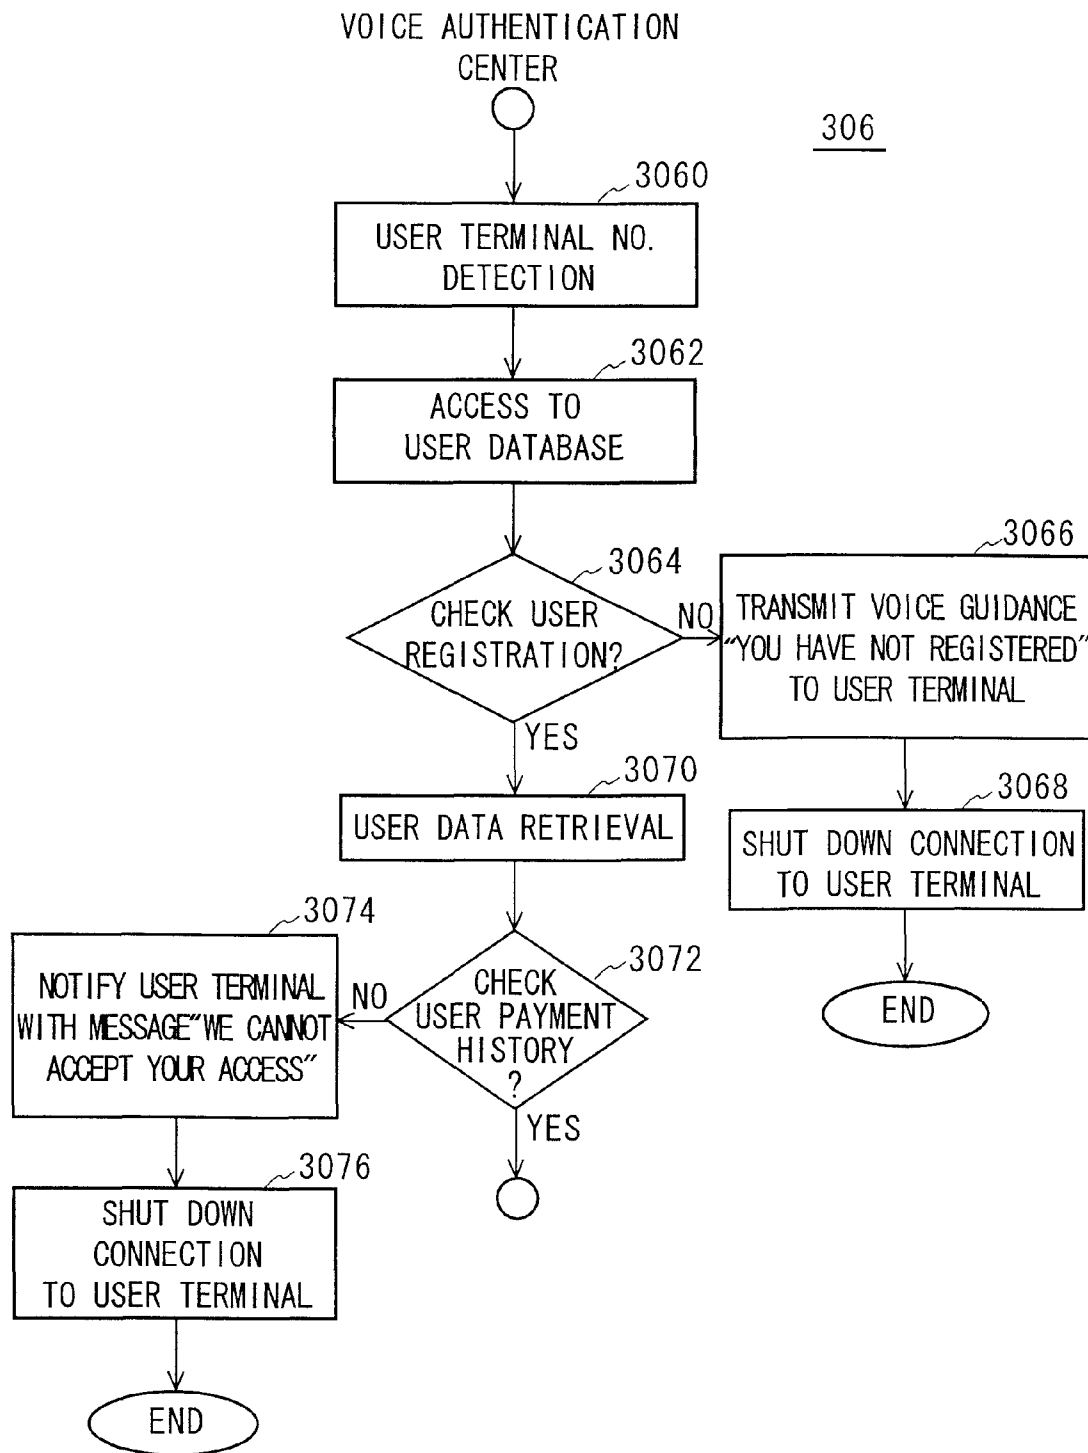 VOICE AUTHENTICATION
CENTER
306
3060
USER TERMINAL NO.
DETECTION
3062
ACCESS TO
USER DATABASE
3064
CHECK USER
REGISTRATION?
NO
3066
TRANSMIT VOICE GUIDANCE
"YOU HAVE NOT REGISTERED"
TO USER TERMINAL
YES
3070
USER DATA RETRIEVAL
3068
SHUT DOWN CONNECTION
TO USER TERMINAL
END
3072
CHECK
USER PAYMENT
HISTORY
?
NO
3074
NOTIFY USER TERMINAL
WITH MESSAGE"WE CANNOT
ACCEPT YOUR ACCESS"
YES
3076
SHUT DOWN
CONNECTION
TO USER TERMINAL
END